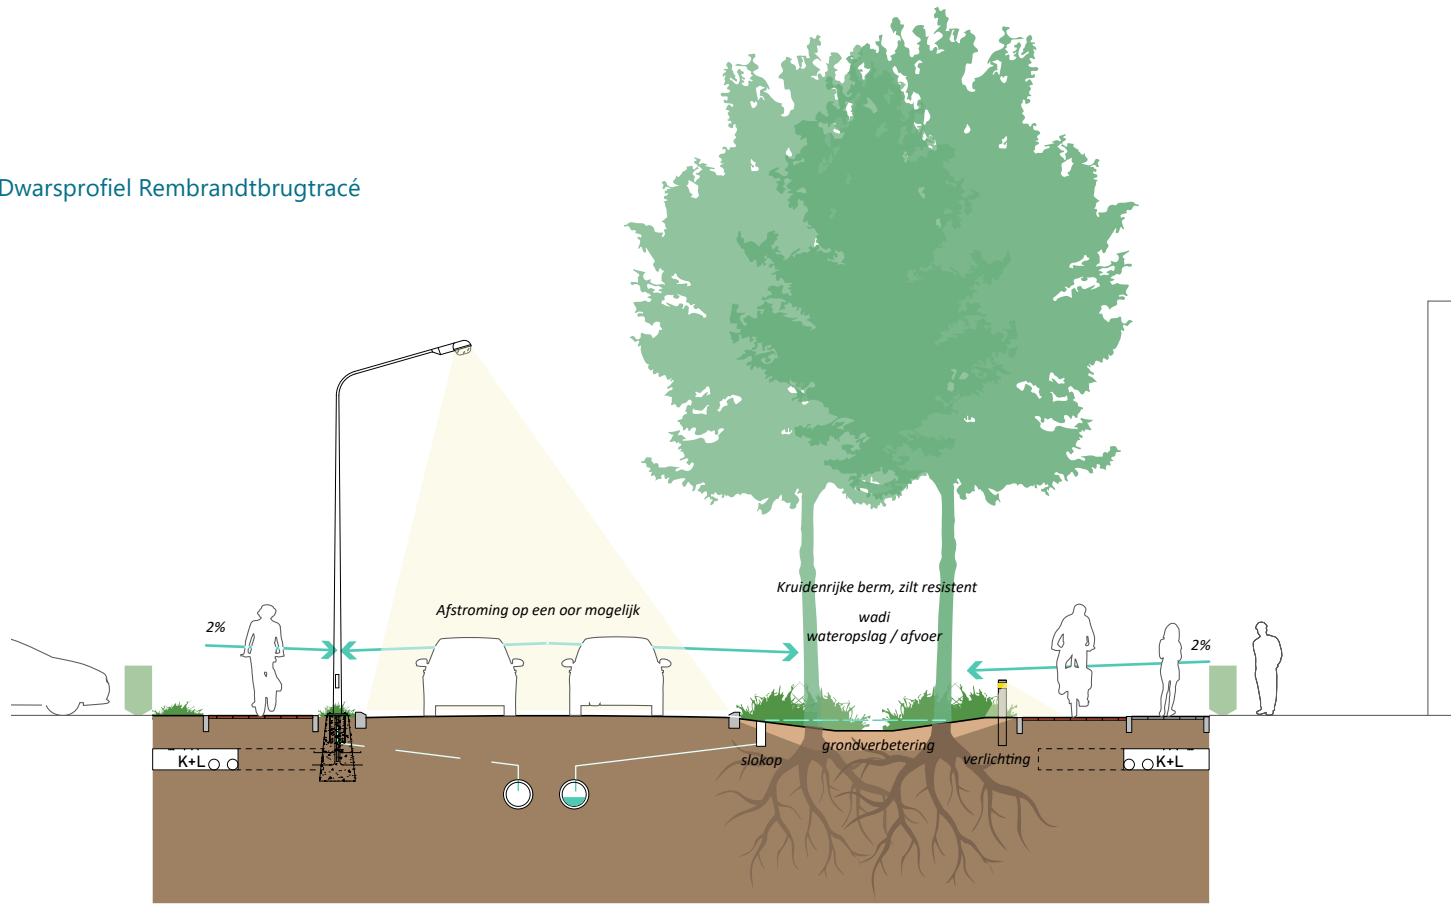 Dwarsprofiel Rembrandtbrugtracé
Kruidenrijke berm, zilt resistent
Afstroming op een oor mogelijk
wadi
wateropslag / afvoer
2%
2%
grondverbetering
slokop
verlichting
K+L
K+L